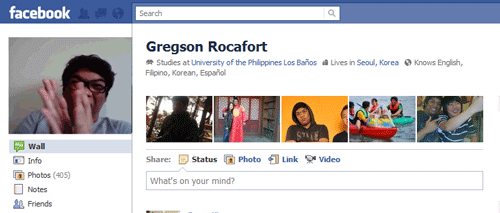 facebook
Search
Gregson Rocafort
Studies at University of the Philippines Los Baños Lives in Seoul, Korea Knows English,
Filipino, Korean, Español
Wall
Info
Photos (405)
Notes
Friends
Share: Status Photo Link Video
What's on your mind?